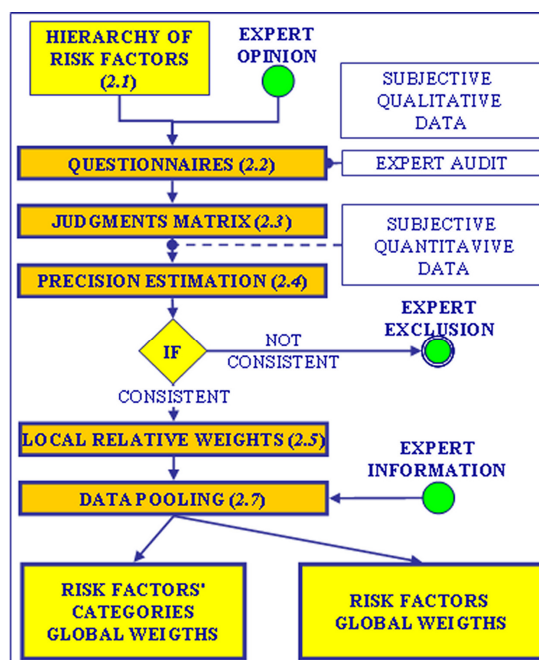 HIERARCHY OF
RISK FACTORS
(2.1)
EXPERT
OPINION
SUBJECTIVE
QUALITATIVE
DATA
QUESTIONNAIRES (2.2)
EXPERT AUDIT
JUDGMENTS MATRIX (2.3)
SUBJECTIVE
QUANTITAVIVE
DATA
PRECISION ESTIMATION (2.4)
EXPERT
EXCLUSION
IF
NOT
CONSISTENT
CONSISTENT
LOCAL RELATIVE WEIGHTS (2.5)
EXPERT
INFORMATION
DATA POOLING (2.7)
RISK FACTORS'
CATEGORIES
GLOBAL WEIGTHS
RISK FACTORS
GLOBAL WEIGTHS